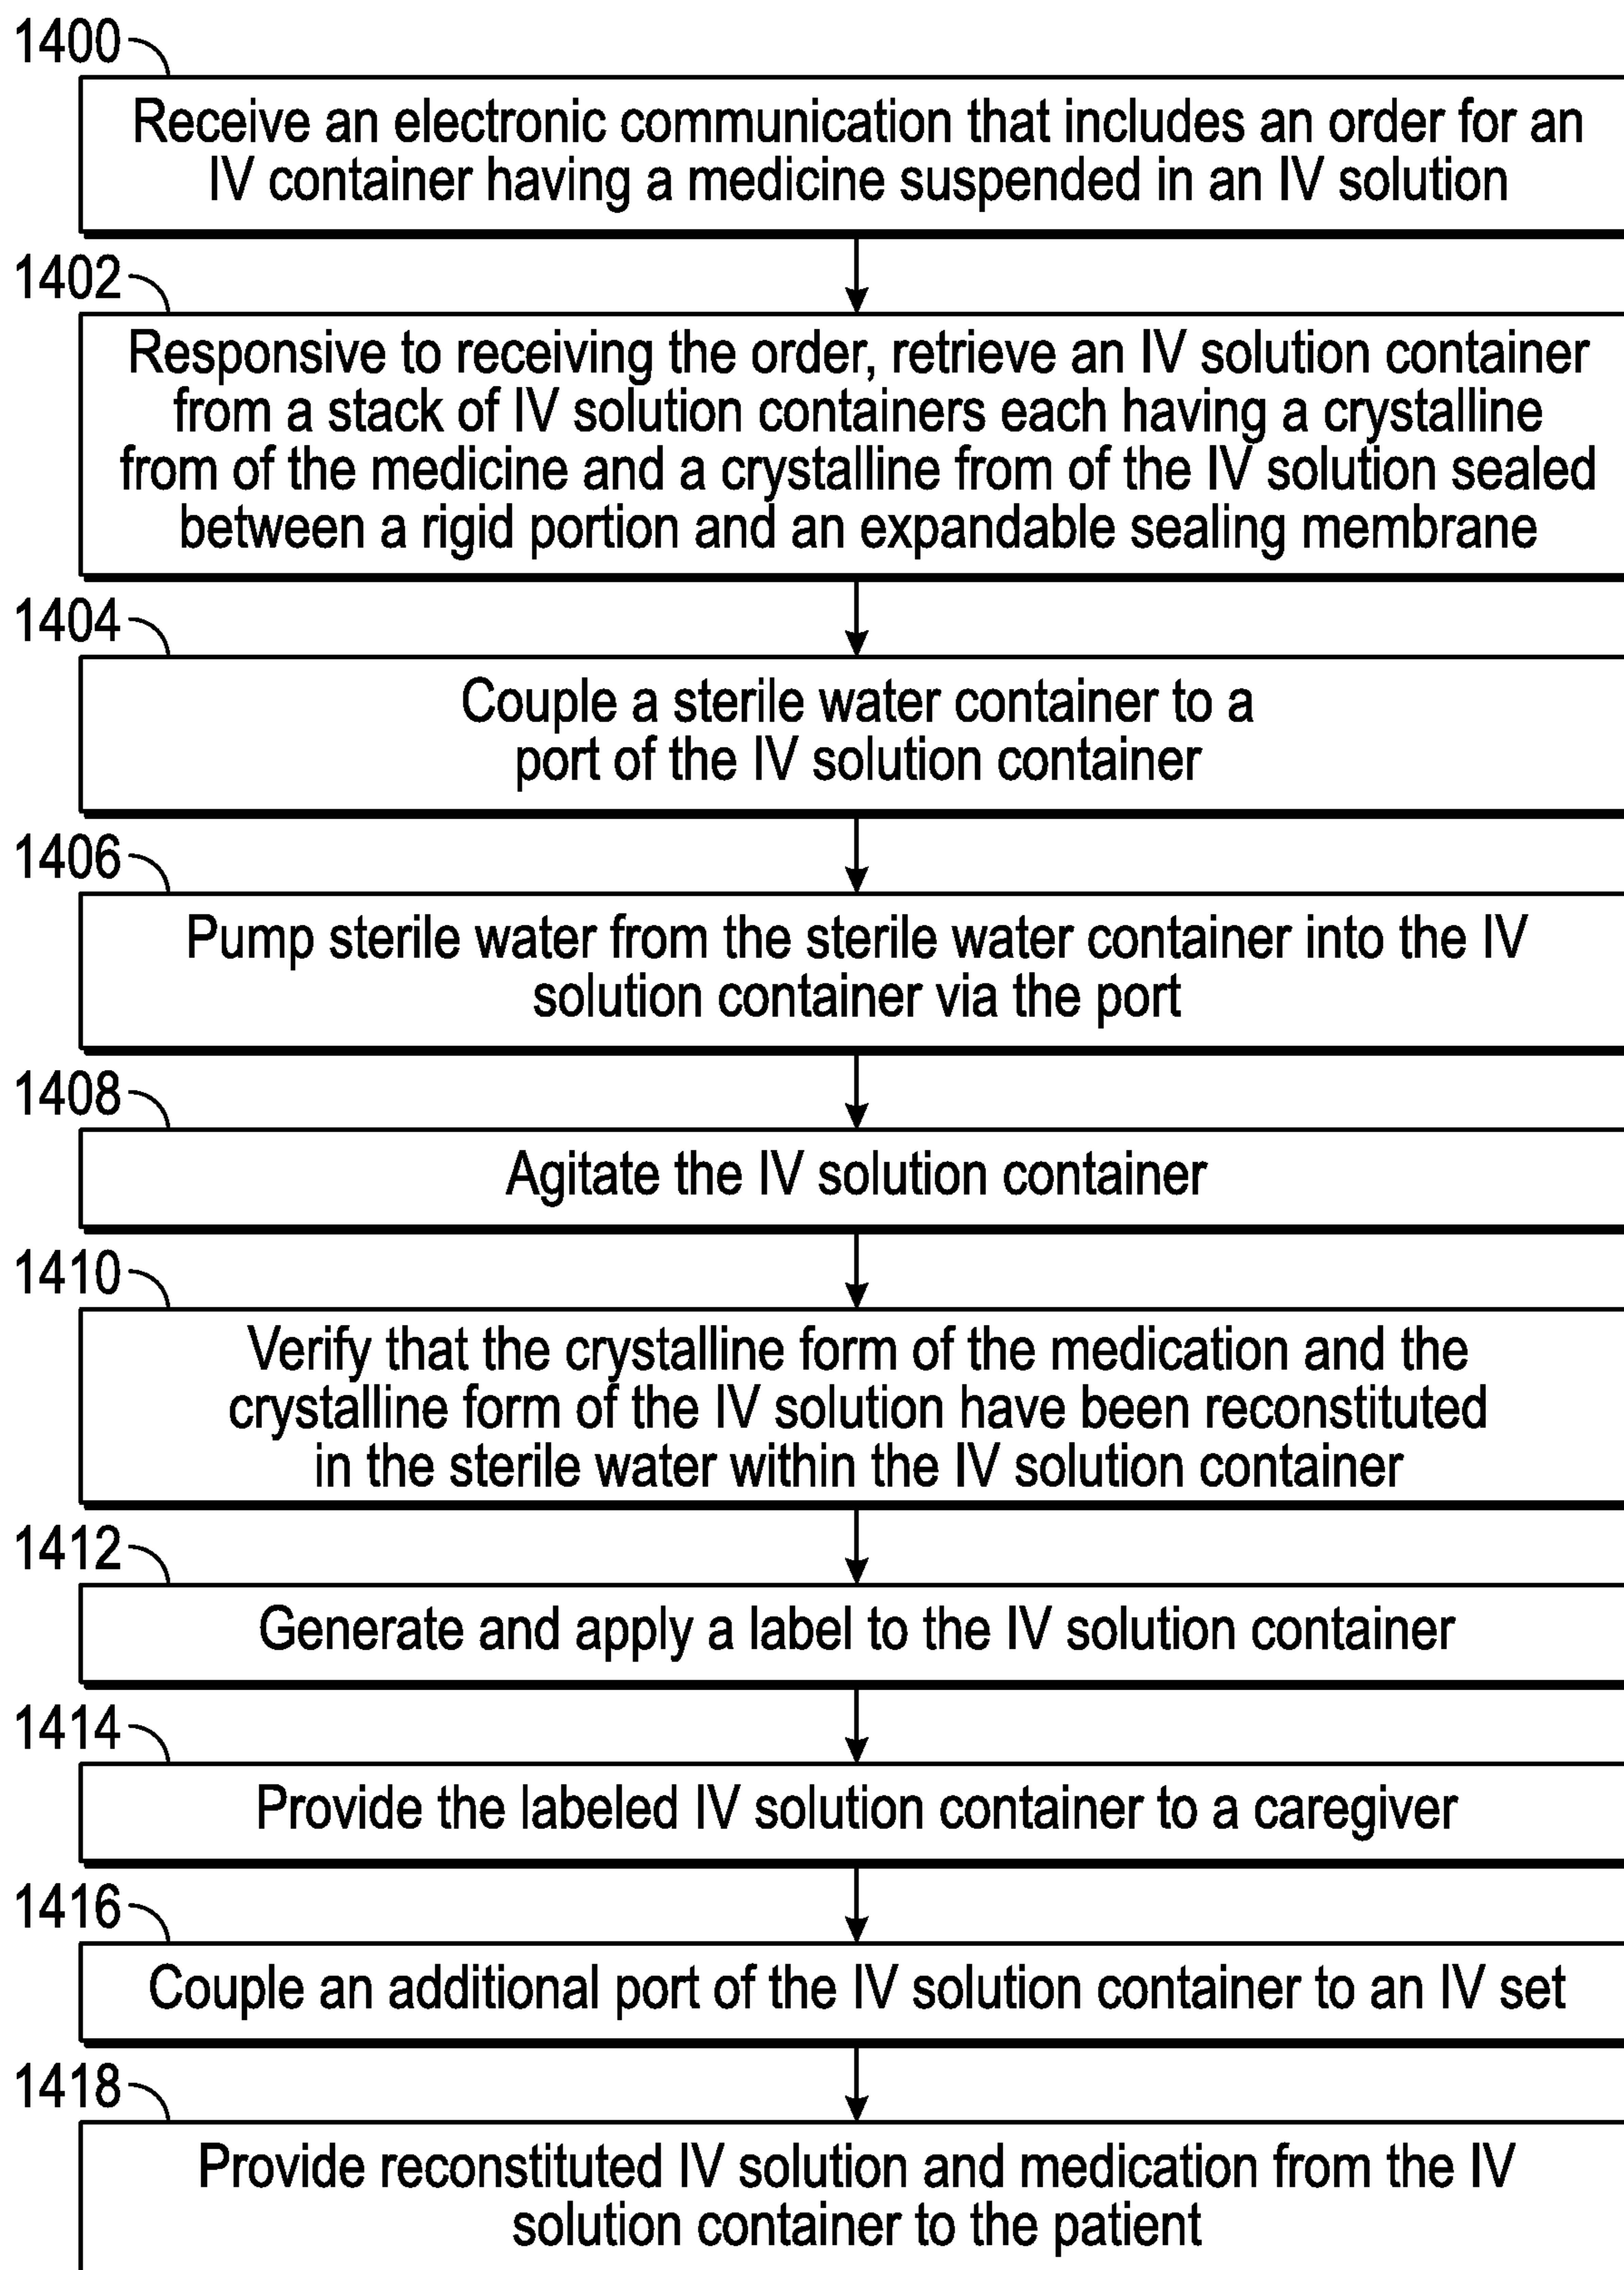 1400
Receive an electronic communication that includes an order for an
IV container having a medicine suspended in an IV solution
1402
Responsive to receiving the order, retrieve an IV solution container
from a stack of IV solution containers each having a crystalline
from of the medicine and a crystalline from of the IV solution sealed
between a rigid portion and an expandable sealing membrane
1404
Couple a sterile water container to a
port of the IV solution container
1406
Pump sterile water from the sterile water container into the IV
solution container via the port
1408
Agitate the IV solution container
1410
Verify that the crystalline form of the medication and the
crystalline form of the IV solution have been reconstituted
in the sterile water within the IV solution container
1412
Generate and apply a label to the IV solution container
1414
Provide the labeled IV solution container to a caregiver
1416
Couple an additional port of the IV solution container to an IV set
1418
Provide reconstituted IV solution and medication from the IV
solution container to the patient